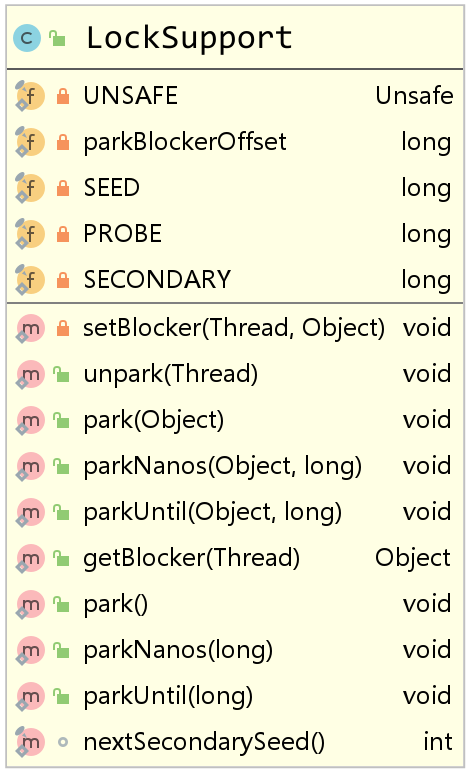 C LockSupport
f UNSAFE Unsafe
f parkBlockerOffset long
f SEED long
f PROBE long
f SECONDARY long
m setBlocker(Thread, Object) void
m unpark(Thread) void
m park(Object) void
m parkNanos(Object, long) void
m parkUntil(Object, long) void
m getBlocker(Thread) Object
m park() void
m parkNanos(long) void
m parkUntil(long) void
m nextSecondarySeed() int